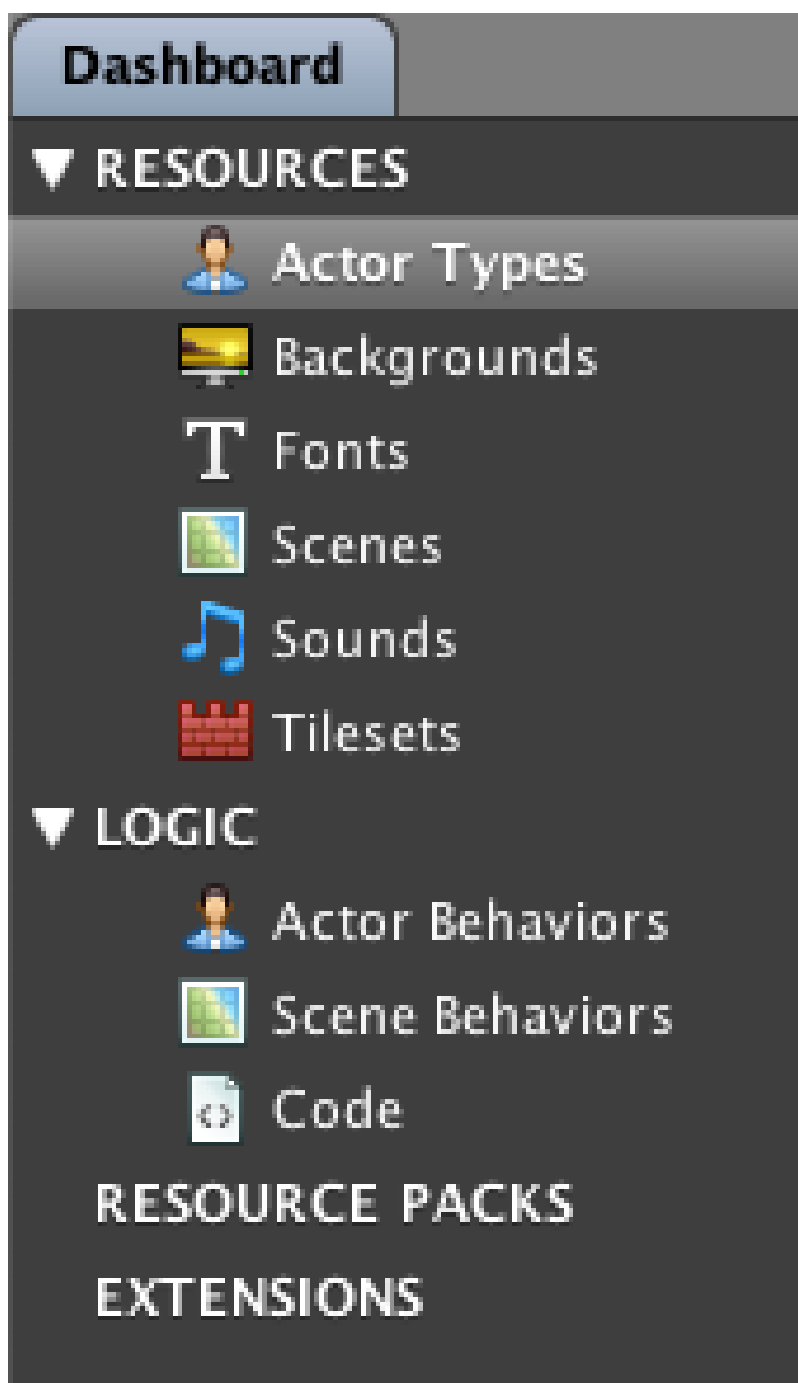 Dashboard
RESOURCES
Actor Types
Backgrounds
Fonts
Scenes
Sounds
Tilesets
LOGIC
Actor Behaviors
Scene Behaviors
Code
RESOURCE PACKS
EXTENSIONS